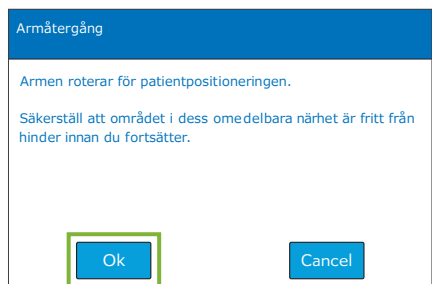 Armåtergång
Armen roterar för patientpositioneringen.
Säkerställ att området i dess omedelbara närhet är fritt från
hinder innan du fortsätter.
Ok
Cancel